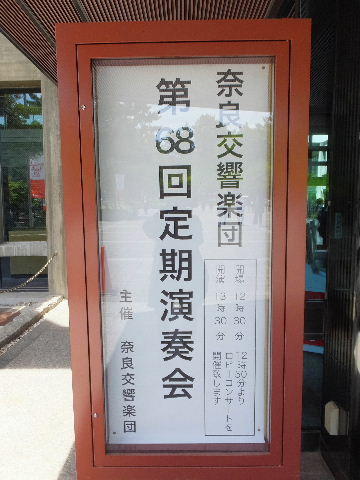 奈良交響楽団
第68回定期演奏会
開場 12時30分
開演 13時30分
12時50分より
ロビーコンサートを
開催致します
主催 奈良交響楽団